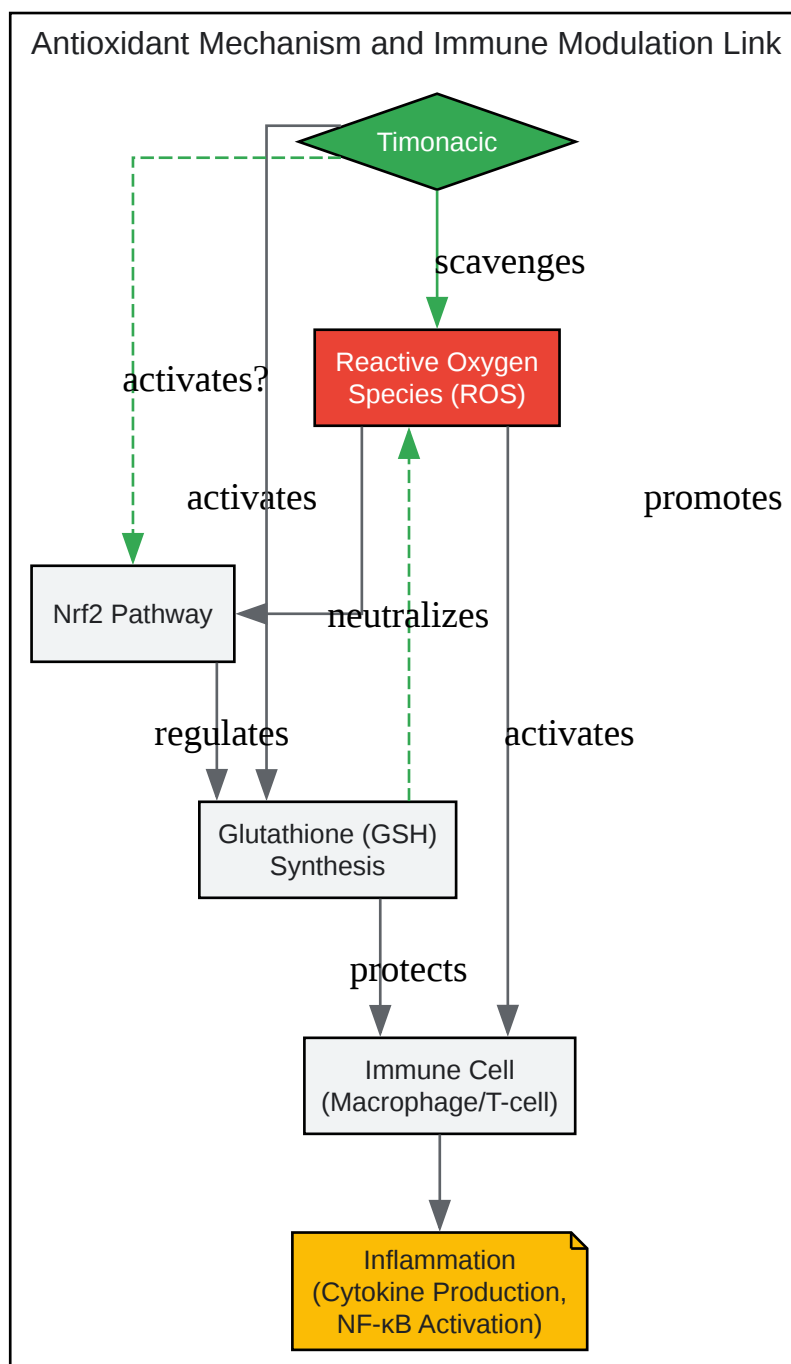 Antioxidant Mechanism and Immune Modulation Link
Timonacic
scavenges
Reactive Oxygen
Species (ROS)
activates?
activates
promotes
Nrf2 Pathway
neutralizes
regulates
activates
Glutathione (GSH)
Synthesis
protects
Immune Cell
(Macrophage/T-cell)
Inflammation
(Cytokine Production,
NF-κB Activation)